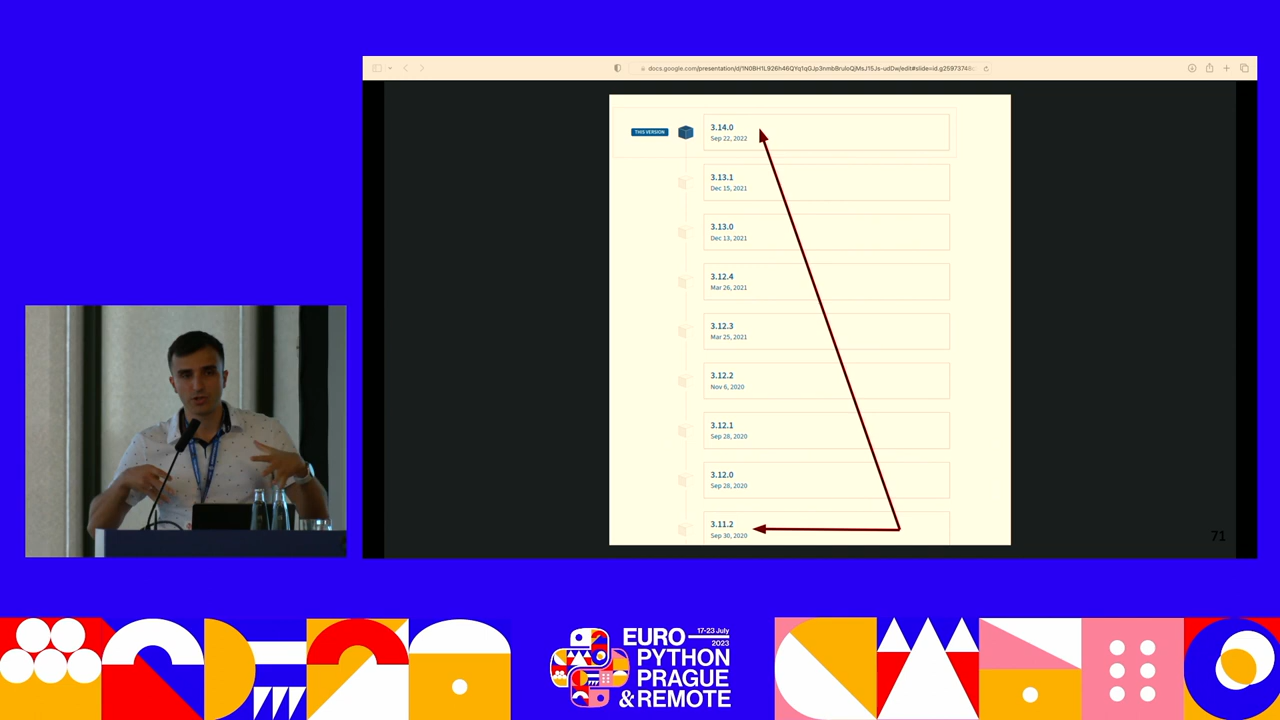 THIS VERSION
3.14.0
Sep 22, 2022
3.13.1
Dec 15, 2021
3.13.0
Dec 13, 2021
3.12.4
Mar 26, 2021
3.12.3
Mar 25, 2021
3.12.2
Nov 6, 2020
3.12.1
Sep 28, 2020
3.12.0
Sep 28, 2020
3.11.2
Sep 30, 2020
71
17-23 July
2023
EURO
PYTHON
PRAGUE
&REMOTE